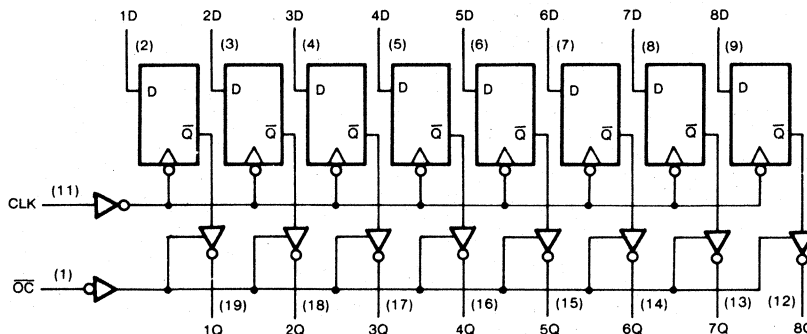 1D 2D 3D 4D 5D 6D 7D 8D
(2) (3) (4) (5) (6) (7) (8) (9)
D D D D D D D D
Q̅ Q̅ Q̅ Q̅ Q̅ Q̅ Q̅ Q̅
CLK (11)
O̅C̅ (1)
(19) (18) (17) (16) (15) (14) (13) (12)
1Q 2Q 3Q 4Q 5Q 6Q 7Q 8Q